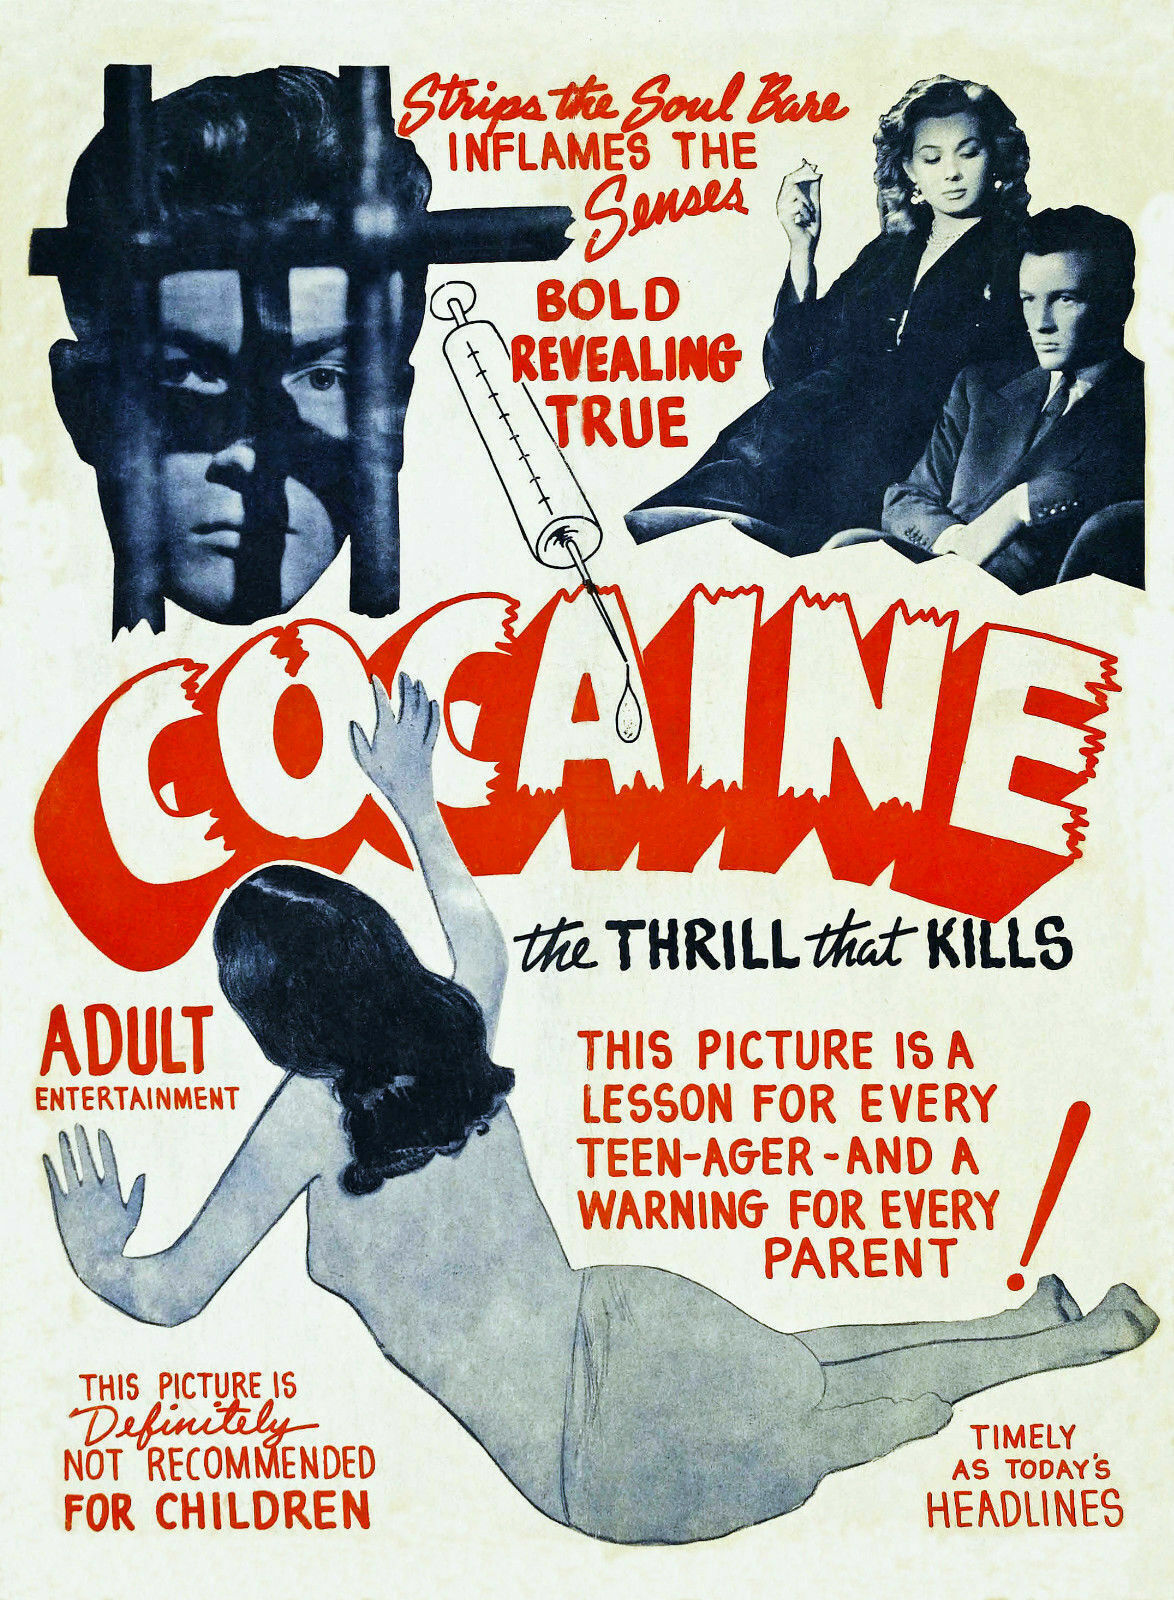 Strips the Soul Bare
INFLAMES THE
Senses
BOLD
REVEALING
TRUE
COCAINE
the THRILL that KILLS
ADULT
ENTERTAINMENT
THIS PICTURE IS A
LESSON FOR EVERY
TEEN-AGER-AND A
WARNING FOR EVERY
PARENT!
THIS PICTURE IS
Definitely
NOT RECOMMENDED
FOR CHILDREN
TIMELY
AS TODAY'S
HEADLINES